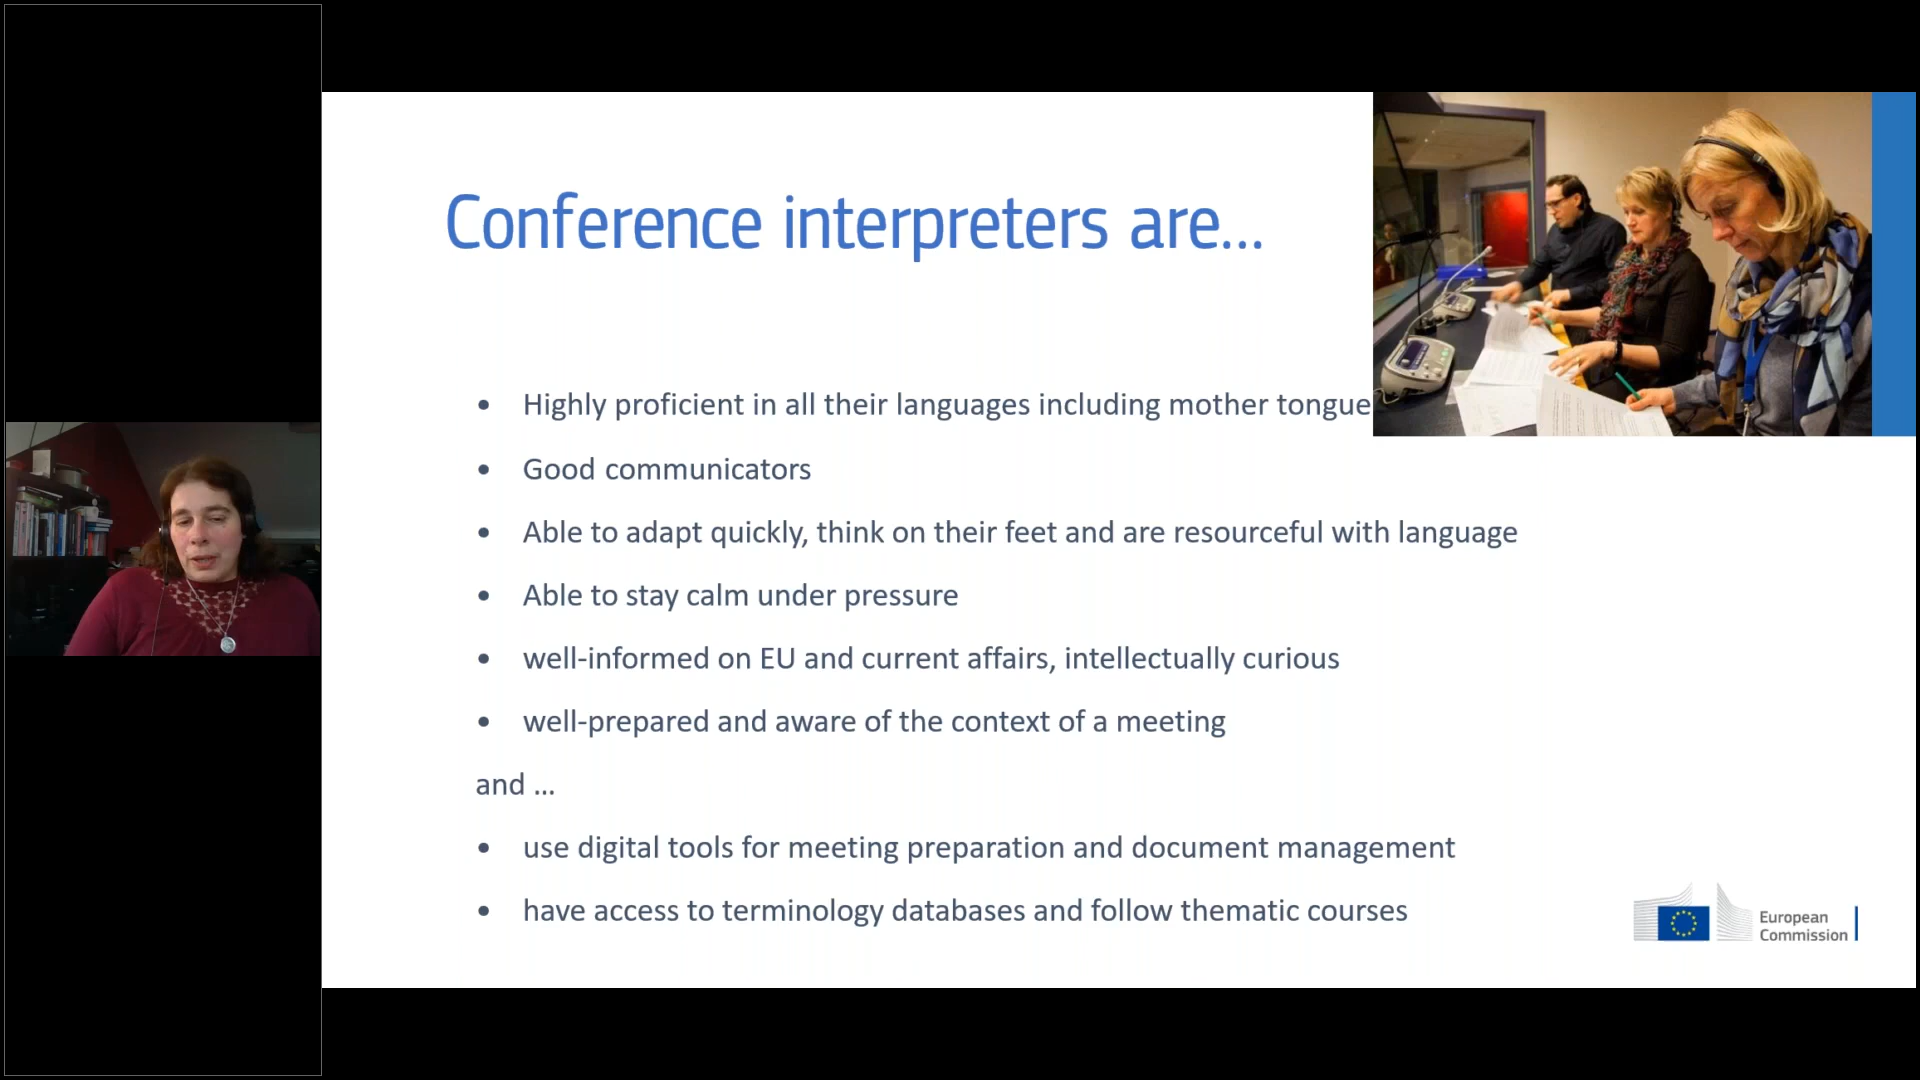 Conference interpreters are...
• Highly proficient in all their languages including mother tongue
• Good communicators
• Able to adapt quickly, think on their feet and are resourceful with language
• Able to stay calm under pressure
• well-informed on EU and current affairs, intellectually curious
• well-prepared and aware of the context of a meeting
and ...
• use digital tools for meeting preparation and document management
• have access to terminology databases and follow thematic courses
European
Commission